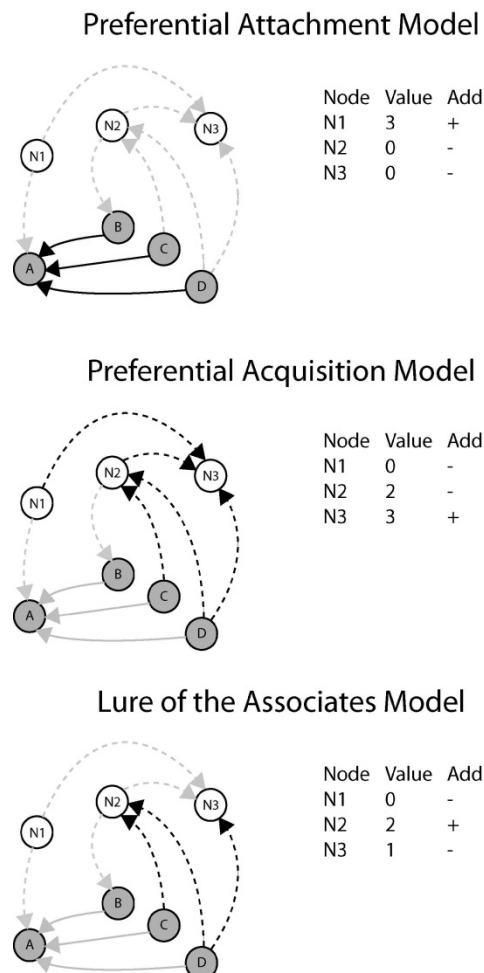 Preferential Attachment Model
Node Value Add
N1 3 +
N2 0 -
N3 0 -
N1
N2
N3
A
B
C
D
Preferential Acquisition Model
Node Value Add
N1 0 -
N2 2 -
N3 3 +
N1
N2
N3
A
B
C
D
Lure of the Associates Model
Node Value Add
N1 0 -
N2 2 +
N3 1 -
N1
N2
N3
A
B
C
D